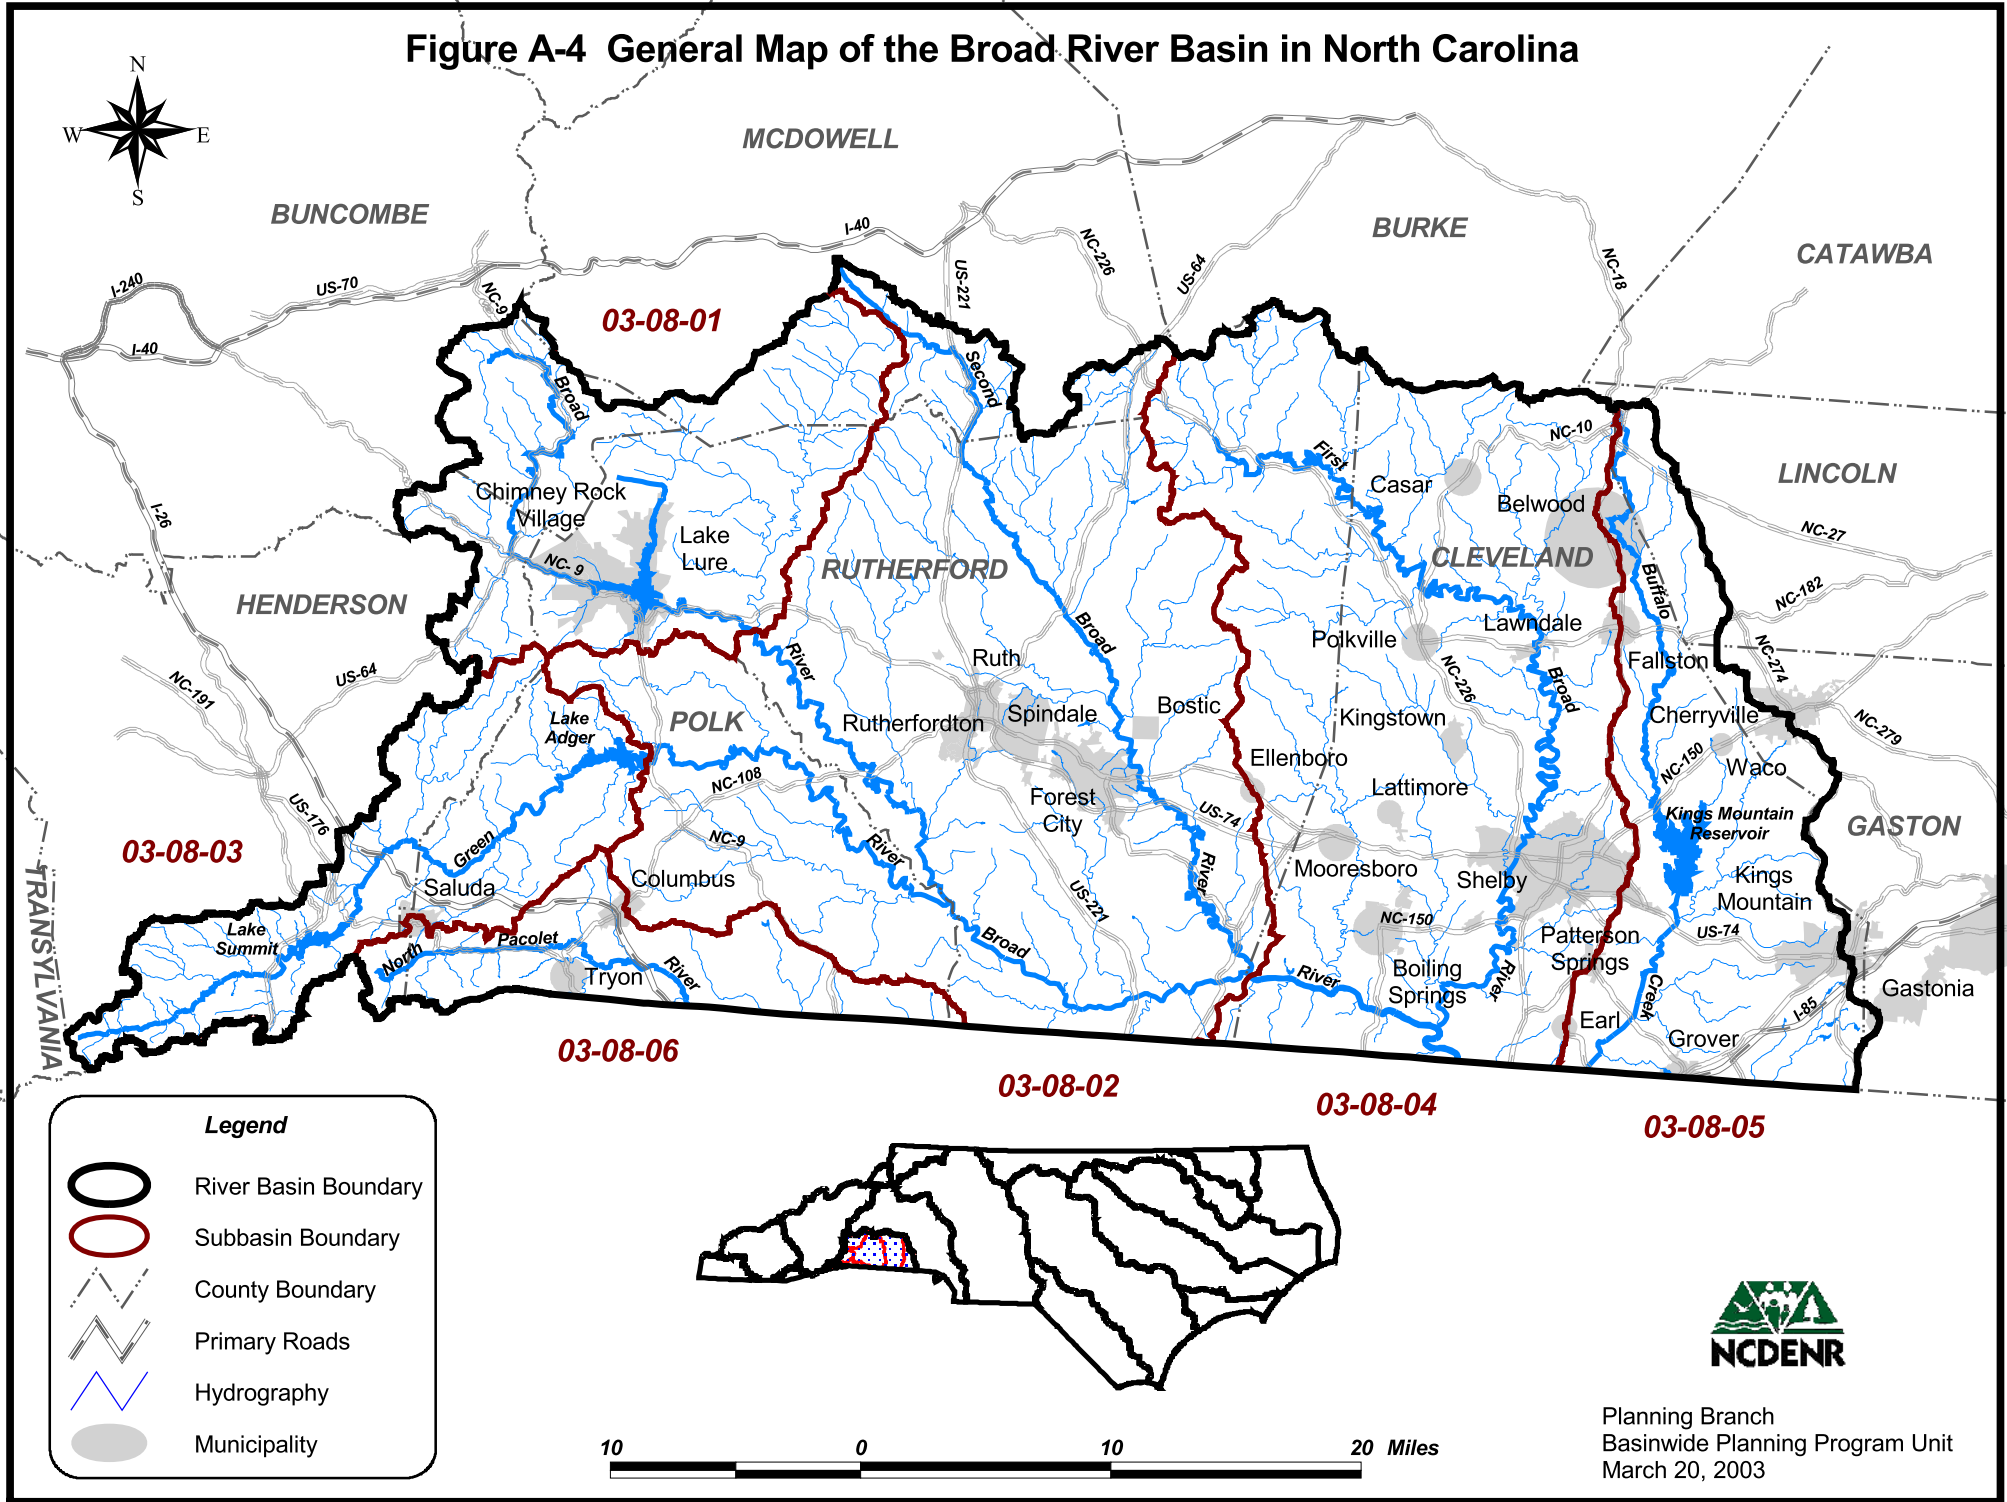 Figure A-4 General Map of the Broad River Basin in North Carolina
N
W
E
S
MCDOWELL
BUNCOMBE
BURKE
CATAWBA
I-40
NC-226
US-64
NC-18
I-240
US-70
NC-9
US-221
03-08-01
I-40
Second
Broad
NC-10
First
Casar
LINCOLN
Chimney Rock
Village
Belwood
I-26
Lake
Lure
NC-27
NC- 9
RUTHERFORD
CLEVELAND
Buffalo
NC-182
HENDERSON
Broad
Lawndale
Polkville
River
Ruth
Fallston
NC-274
US-64
NC-191
NC-226
Broad
Lake
Adger
POLK
Rutherfordton
Spindale
Bostic
Kingstown
Cherryville
NC-279
Ellenboro
NC-150
Waco
NC-108
Lattimore
Forest
City
US-74
US-176
Kings Mountain
Reservoir
GASTON
03-08-03
Green
NC-9
River
River
Mooresboro
Saluda
Columbus
Shelby
Kings
Mountain
TRANSYLVANIA
US-221
NC-150
Lake
Summit
Pacolet
North
Broad
Patterson
Springs
US-74
Tryon
River
River
Boiling
Springs
River
Creek
Gastonia
I-85
Earl
Grover
03-08-06
03-08-02
03-08-04
03-08-05
Legend
River Basin Boundary
Subbasin Boundary
County Boundary
Primary Roads
Hydrography
Municipality
NCDENR
10 0 10 20 Miles
Planning Branch
Basinwide Planning Program Unit
March 20, 2003